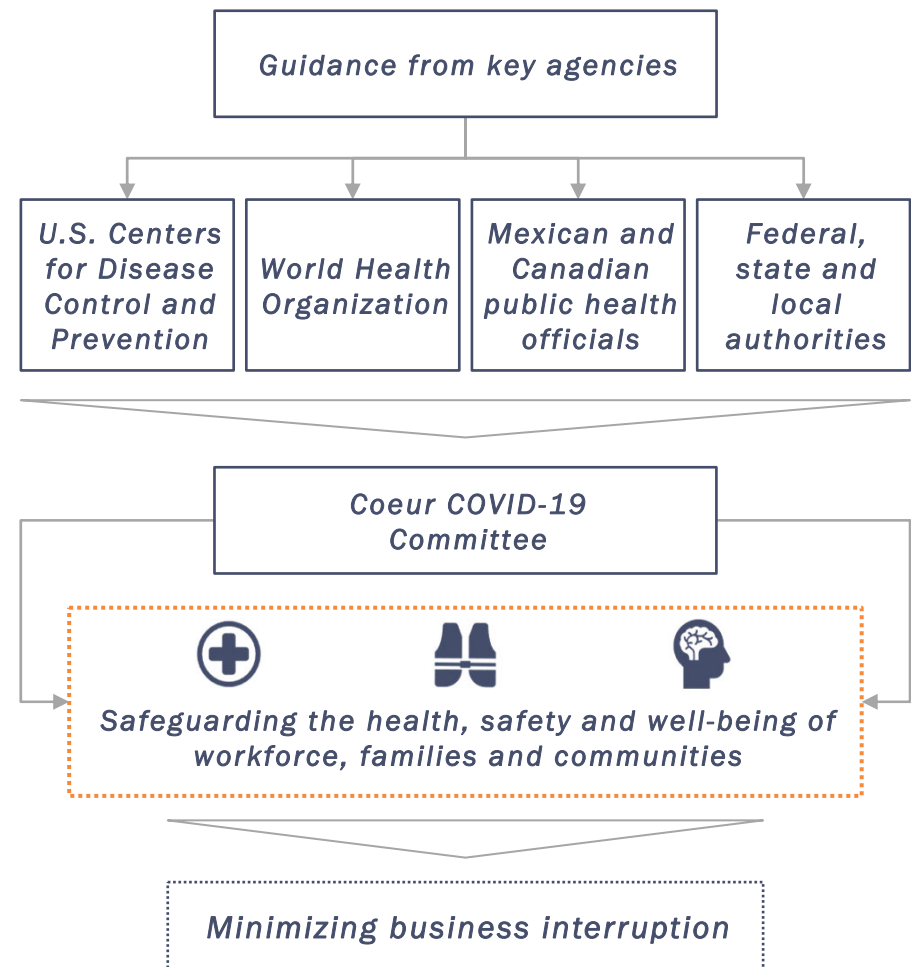 Guidance from key agencies
U.S. Centers
for Disease
Control and
Prevention
World Health
Organization
Mexican and
Canadian
public health
officials
Federal,
state and
local
authorities
Coeur COVID-19
Committee
Safeguarding the health, safety and well-being of
workforce, families and communities
Minimizing business interruption